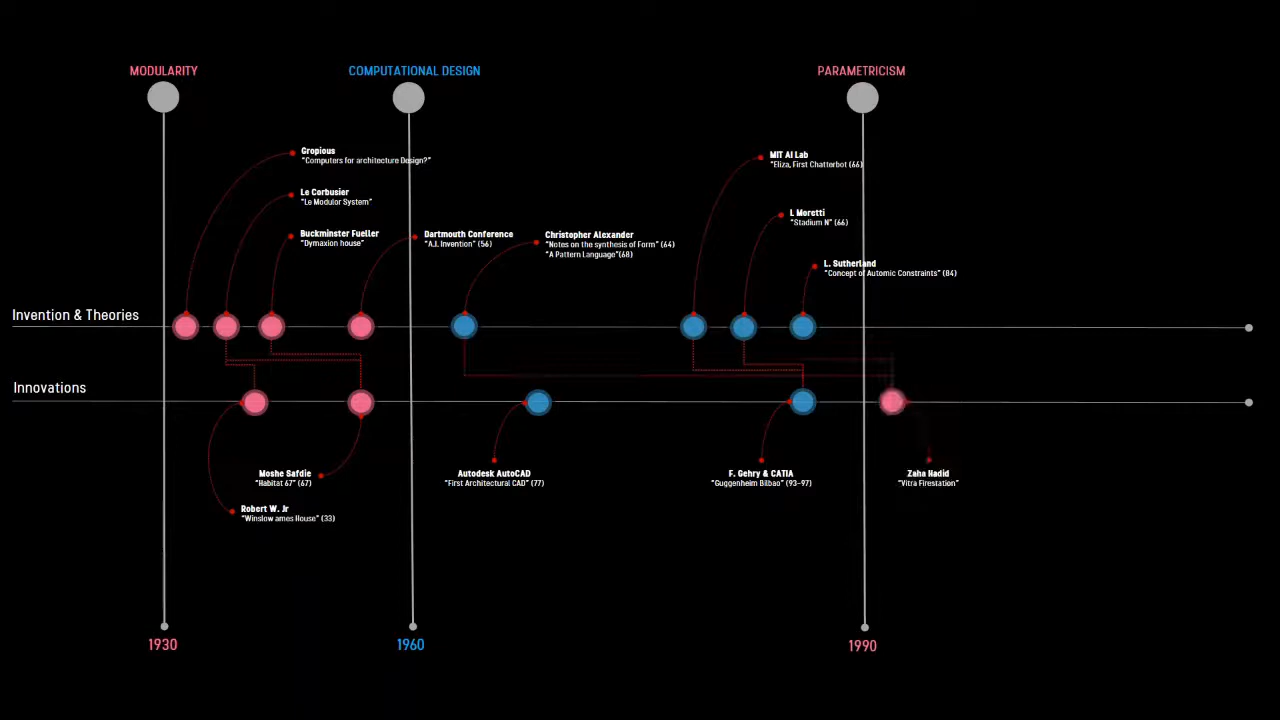 MODULARITY
COMPUTATIONAL DESIGN
PARAMETRICISM
Gropious
"Computers for architecture Design?"
MIT AI Lab
"Eliza, First Chatterbot (66)
Le Corbusier
"Le Modulor System"
I. Moretti
"Stadium N" (66)
Buckminster Fueller
"Dymaxion house"
Dartmouth Conference
"A.I. Invention" (56)
Christopher Alexander
"Notes on the synthesis of Form" (64)
"A Pattern Language"(68)
L. Sutherland
"Concept of Automic Constraints" (84)
Invention & Theories
Innovations
Moshe Safdie
"Habitat 67" (67)
Autodesk AutoCAD
"First Architectural CAD" (77)
F. Gehry & CATIA
"Guggenheim Bilbao" (93-97)
Zaha Hadid
"Vitra Firestation"
Robert W. Jr
"Winslow ames House" (33)
1930
1960
1990